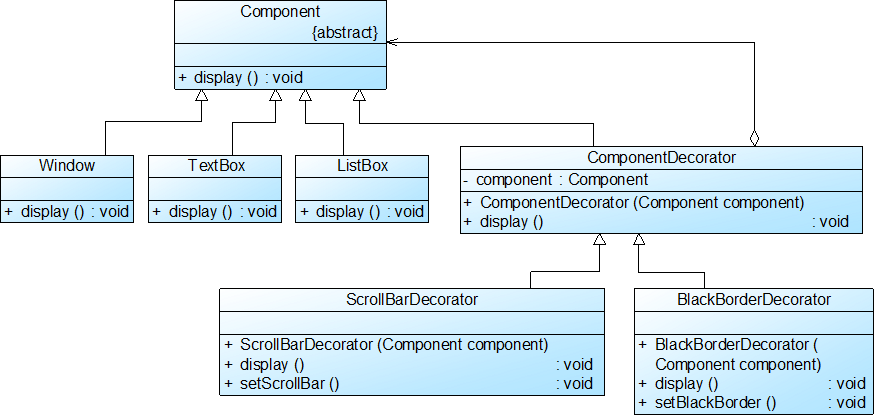 Component
{abstract}
+ display () : void
Window
+ display () : void
TextBox
+ display () : void
ListBox
+ display () : void
ComponentDecorator
- component : Component
+ ComponentDecorator (Component component)
+ display () : void
ScrollBarDecorator
+ ScrollBarDecorator (Component component)
+ display () : void
+ setScrollBar () : void
BlackBorderDecorator
+ BlackBorderDecorator (
Component component)
+ display () : void
+ setBlackBorder () : void